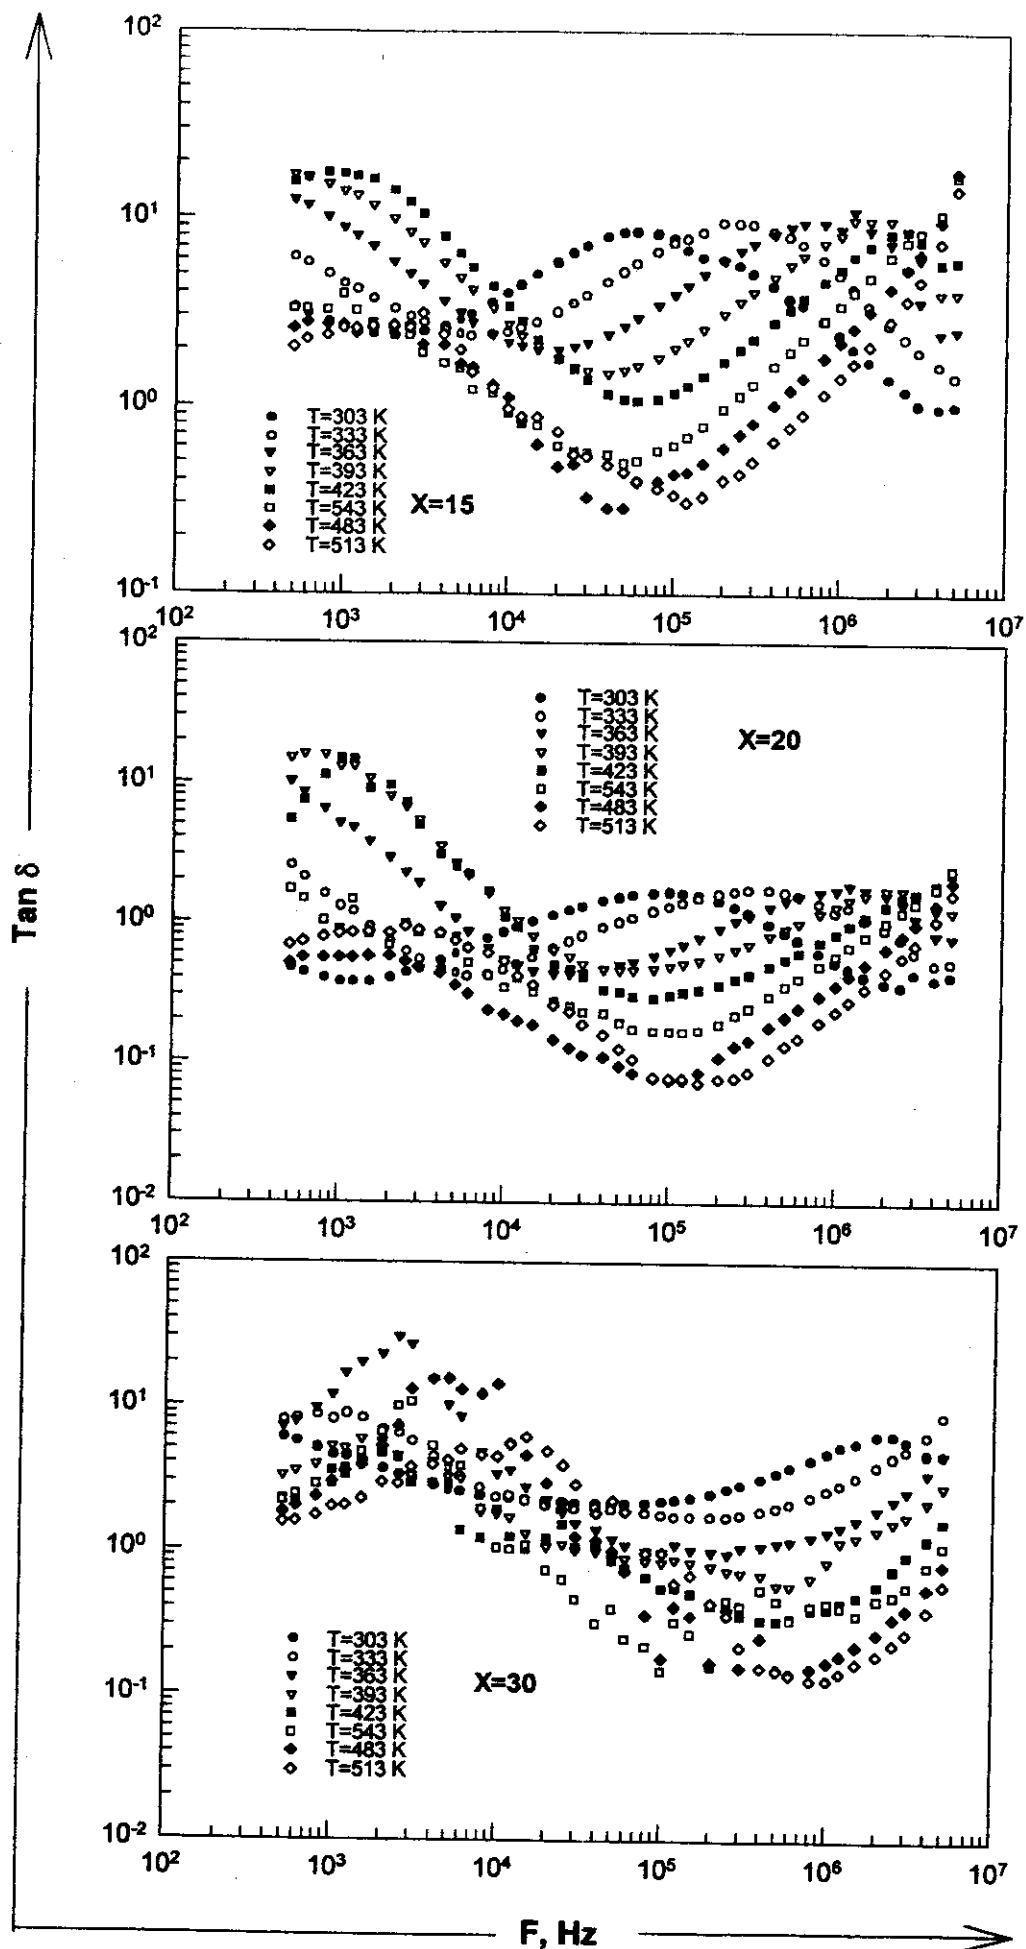 Tan δ
10²
10¹
10⁰
10⁻¹
T=303 K
T=333 K
T=363 K
T=393 K
T=423 K
T=543 K
T=483 K
T=513 K
X=15
10² 10³ 10⁴ 10⁵ 10⁶ 10⁷
10²
10¹
10⁰
10⁻¹
10⁻²
T=303 K
T=333 K
T=363 K
T=393 K
T=423 K
T=543 K
T=483 K
T=513 K
X=20
10² 10³ 10⁴ 10⁵ 10⁶ 10⁷
10²
10¹
10⁰
10⁻¹
10⁻²
T=303 K
T=333 K
T=363 K
T=393 K
T=423 K
T=543 K
T=483 K
T=513 K
X=30
10² 10³ 10⁴ 10⁵ 10⁶ 10⁷
F, Hz